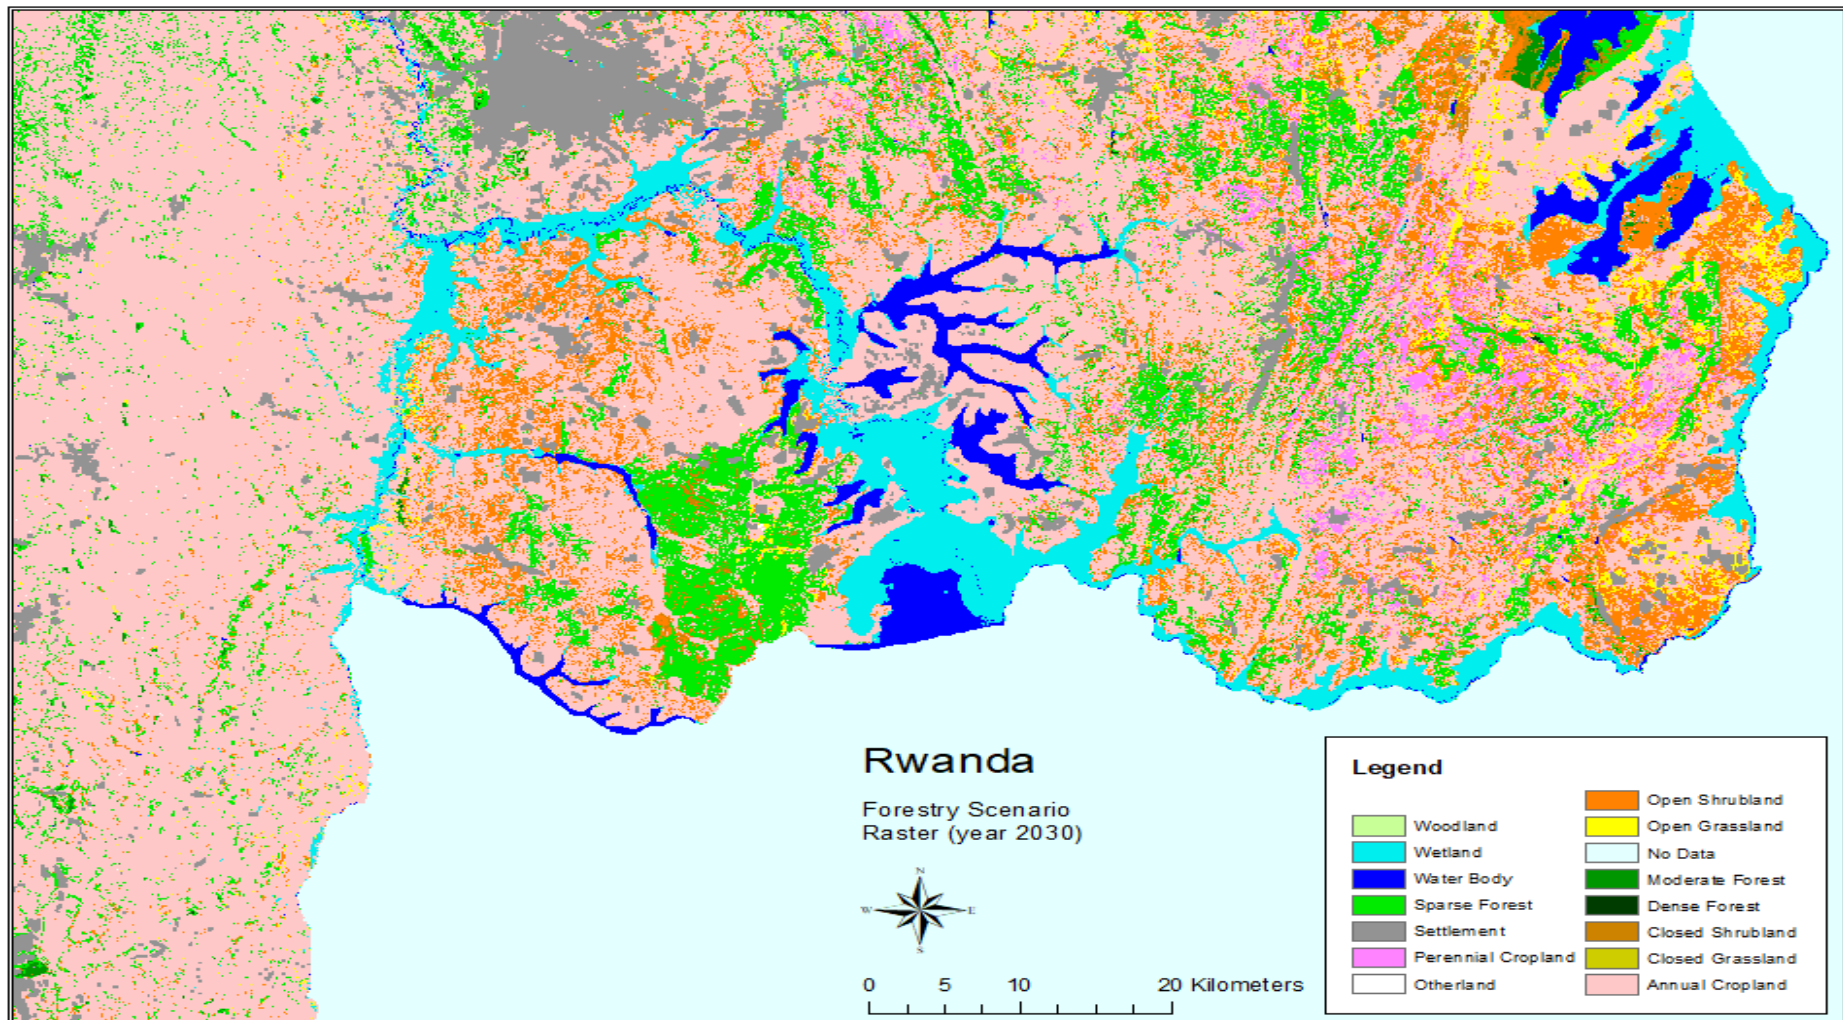 Rwanda
Forestry Scenario
Raster (year 2030)
N
W E
S
0 5 10 20 Kilometers
Legend
Woodland
Wetland
Water Body
Sparse Forest
Settlement
Perennial Cropland
Otherland
Open Shrubland
Open Grassland
No Data
Moderate Forest
Dense Forest
Closed Shrubland
Closed Grassland
Annual Cropland